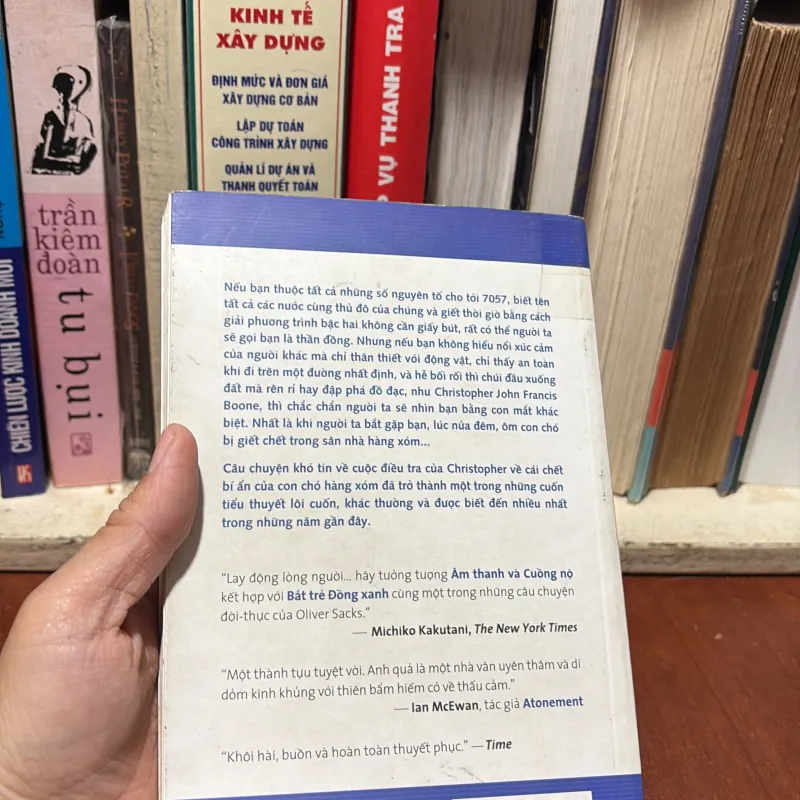 KINH TẾ
XÂY DỰNG
ĐỊNH MỨC VÀ ĐƠN GIÁ
XÂY DỰNG CƠ BẢN
LẬP DỰ TOÁN
CÔNG TRÌNH XÂY DỰNG
QUẢN LÍ DỰ ÁN VÀ
THANH QUYẾT TOÁN
VỤ THANH TRA
trần
kiêm
đoàn
tu bụi
CHIẾN LƯỢC KINH DOANH MỚI
Nếu bạn thuộc tất cả những số nguyên tố cho tới 7057, biết tên
tất cả các nước cùng thủ đô của chúng và giết thời giờ bằng cách
giải phương trình bậc hai không cần giấy bút, rất có thể người ta
sẽ gọi bạn là thần đồng. Nhưng nếu bạn không hiểu nổi xúc cảm
của người khác mà chỉ thân thiết với động vật, chỉ thấy an toàn
khi đi trên một đường nhất định, và hễ bối rối thì chúi đầu xuống
đất mà rên rỉ hay đập phá đồ đạc, như Christopher John Francis
Boone, thì chắc chắn người ta sẽ nhìn bạn bằng con mắt khác
biệt. Nhất là khi người ta bắt gặp bạn, lúc nửa đêm, ôm con chó
bị giết chết trong sân nhà hàng xóm...
Câu chuyện khó tin về cuộc điều tra của Christopher về cái chết
bí ẩn của con chó hàng xóm đã trở thành một trong những cuốn
tiểu thuyết lôi cuốn, khác thường và được biết đến nhiều nhất
trong những năm gần đây.
“Lay động lòng người... hãy tưởng tượng Âm thanh và Cuồng nộ
kết hợp với Bắt trẻ Đồng xanh cùng một trong những câu chuyện
đời-thực của Oliver Sacks.”
— Michiko Kakutani, The New York Times
“Một thành tựu tuyệt vời. Anh quả là một nhà văn uyên thâm và dí
dỏm kinh khủng với thiên bẩm hiếm có về thấu cảm.”
— Ian McEwan, tác giả Atonement
“Khôi hài, buồn và hoàn toàn thuyết phục.” — Time